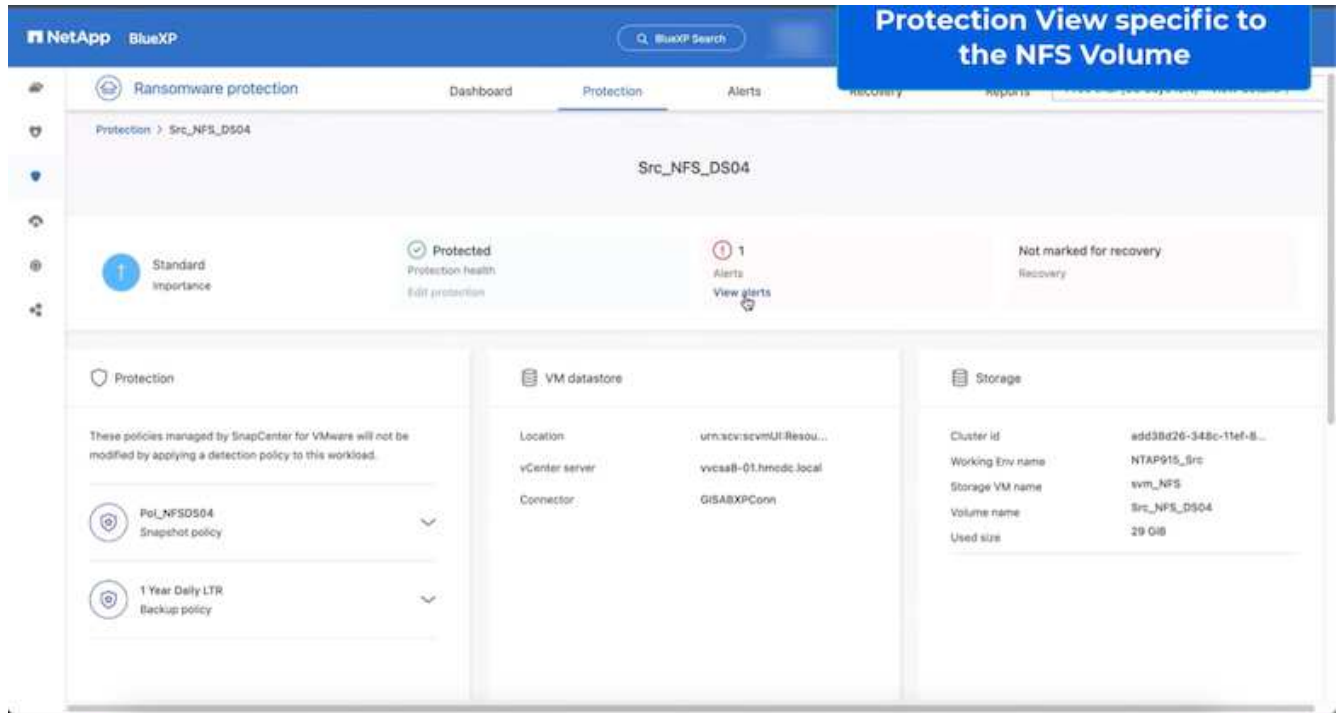 NetApp BlueXP
BlueXP Search
Protection View specific to
the NFS Volume
Ransomware protection
Dashboard
Protection
Alerts
Recovery
Reports
Protection > Src_NFS_DS04
Src_NFS_DS04
Standard
Importance
Protected
Protection health
Edit protection
1
Alerts
View alerts
Not marked for recovery
Recovery
Protection
These policies managed by SnapCenter for VMware will not be
modified by applying a detection policy to this workload.
Pol_NFSDS04
Snapshot policy
1 Year Daily LTR
Backup policy
VM datastore
Location urn:scv:scvmUI:Resou...
vCenter server vvcsa8-01.hmcdc.local
Connector GISABXPConn
Storage
Cluster id add38d26-348c-11ef-8...
Working Env name NTAP915_Src
Storage VM name svm_NFS
Volume name Src_NFS_DS04
Used size 29 GiB